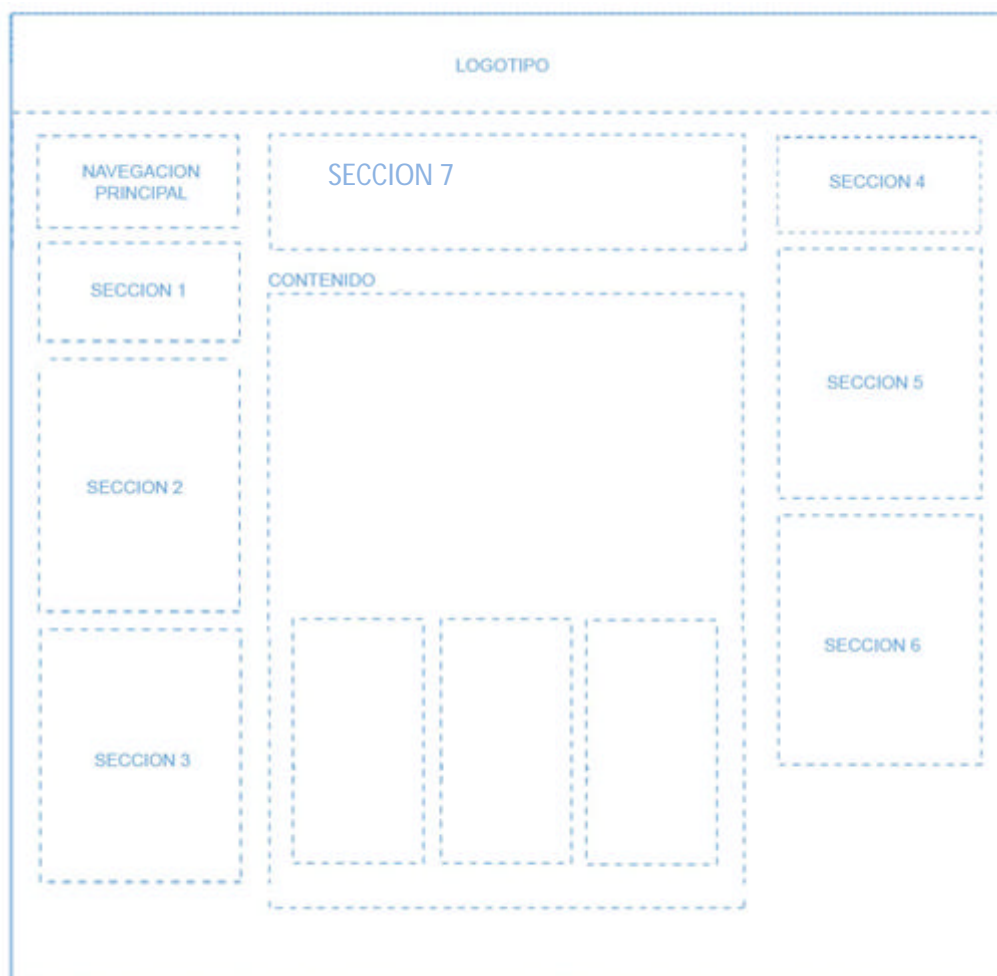 LOGOTIPO
NAVEGACION
PRINCIPAL
SECCION 1
SECCION 2
SECCION 3
SECCION 7
CONTENIDO
SECCION 4
SECCION 5
SECCION 6